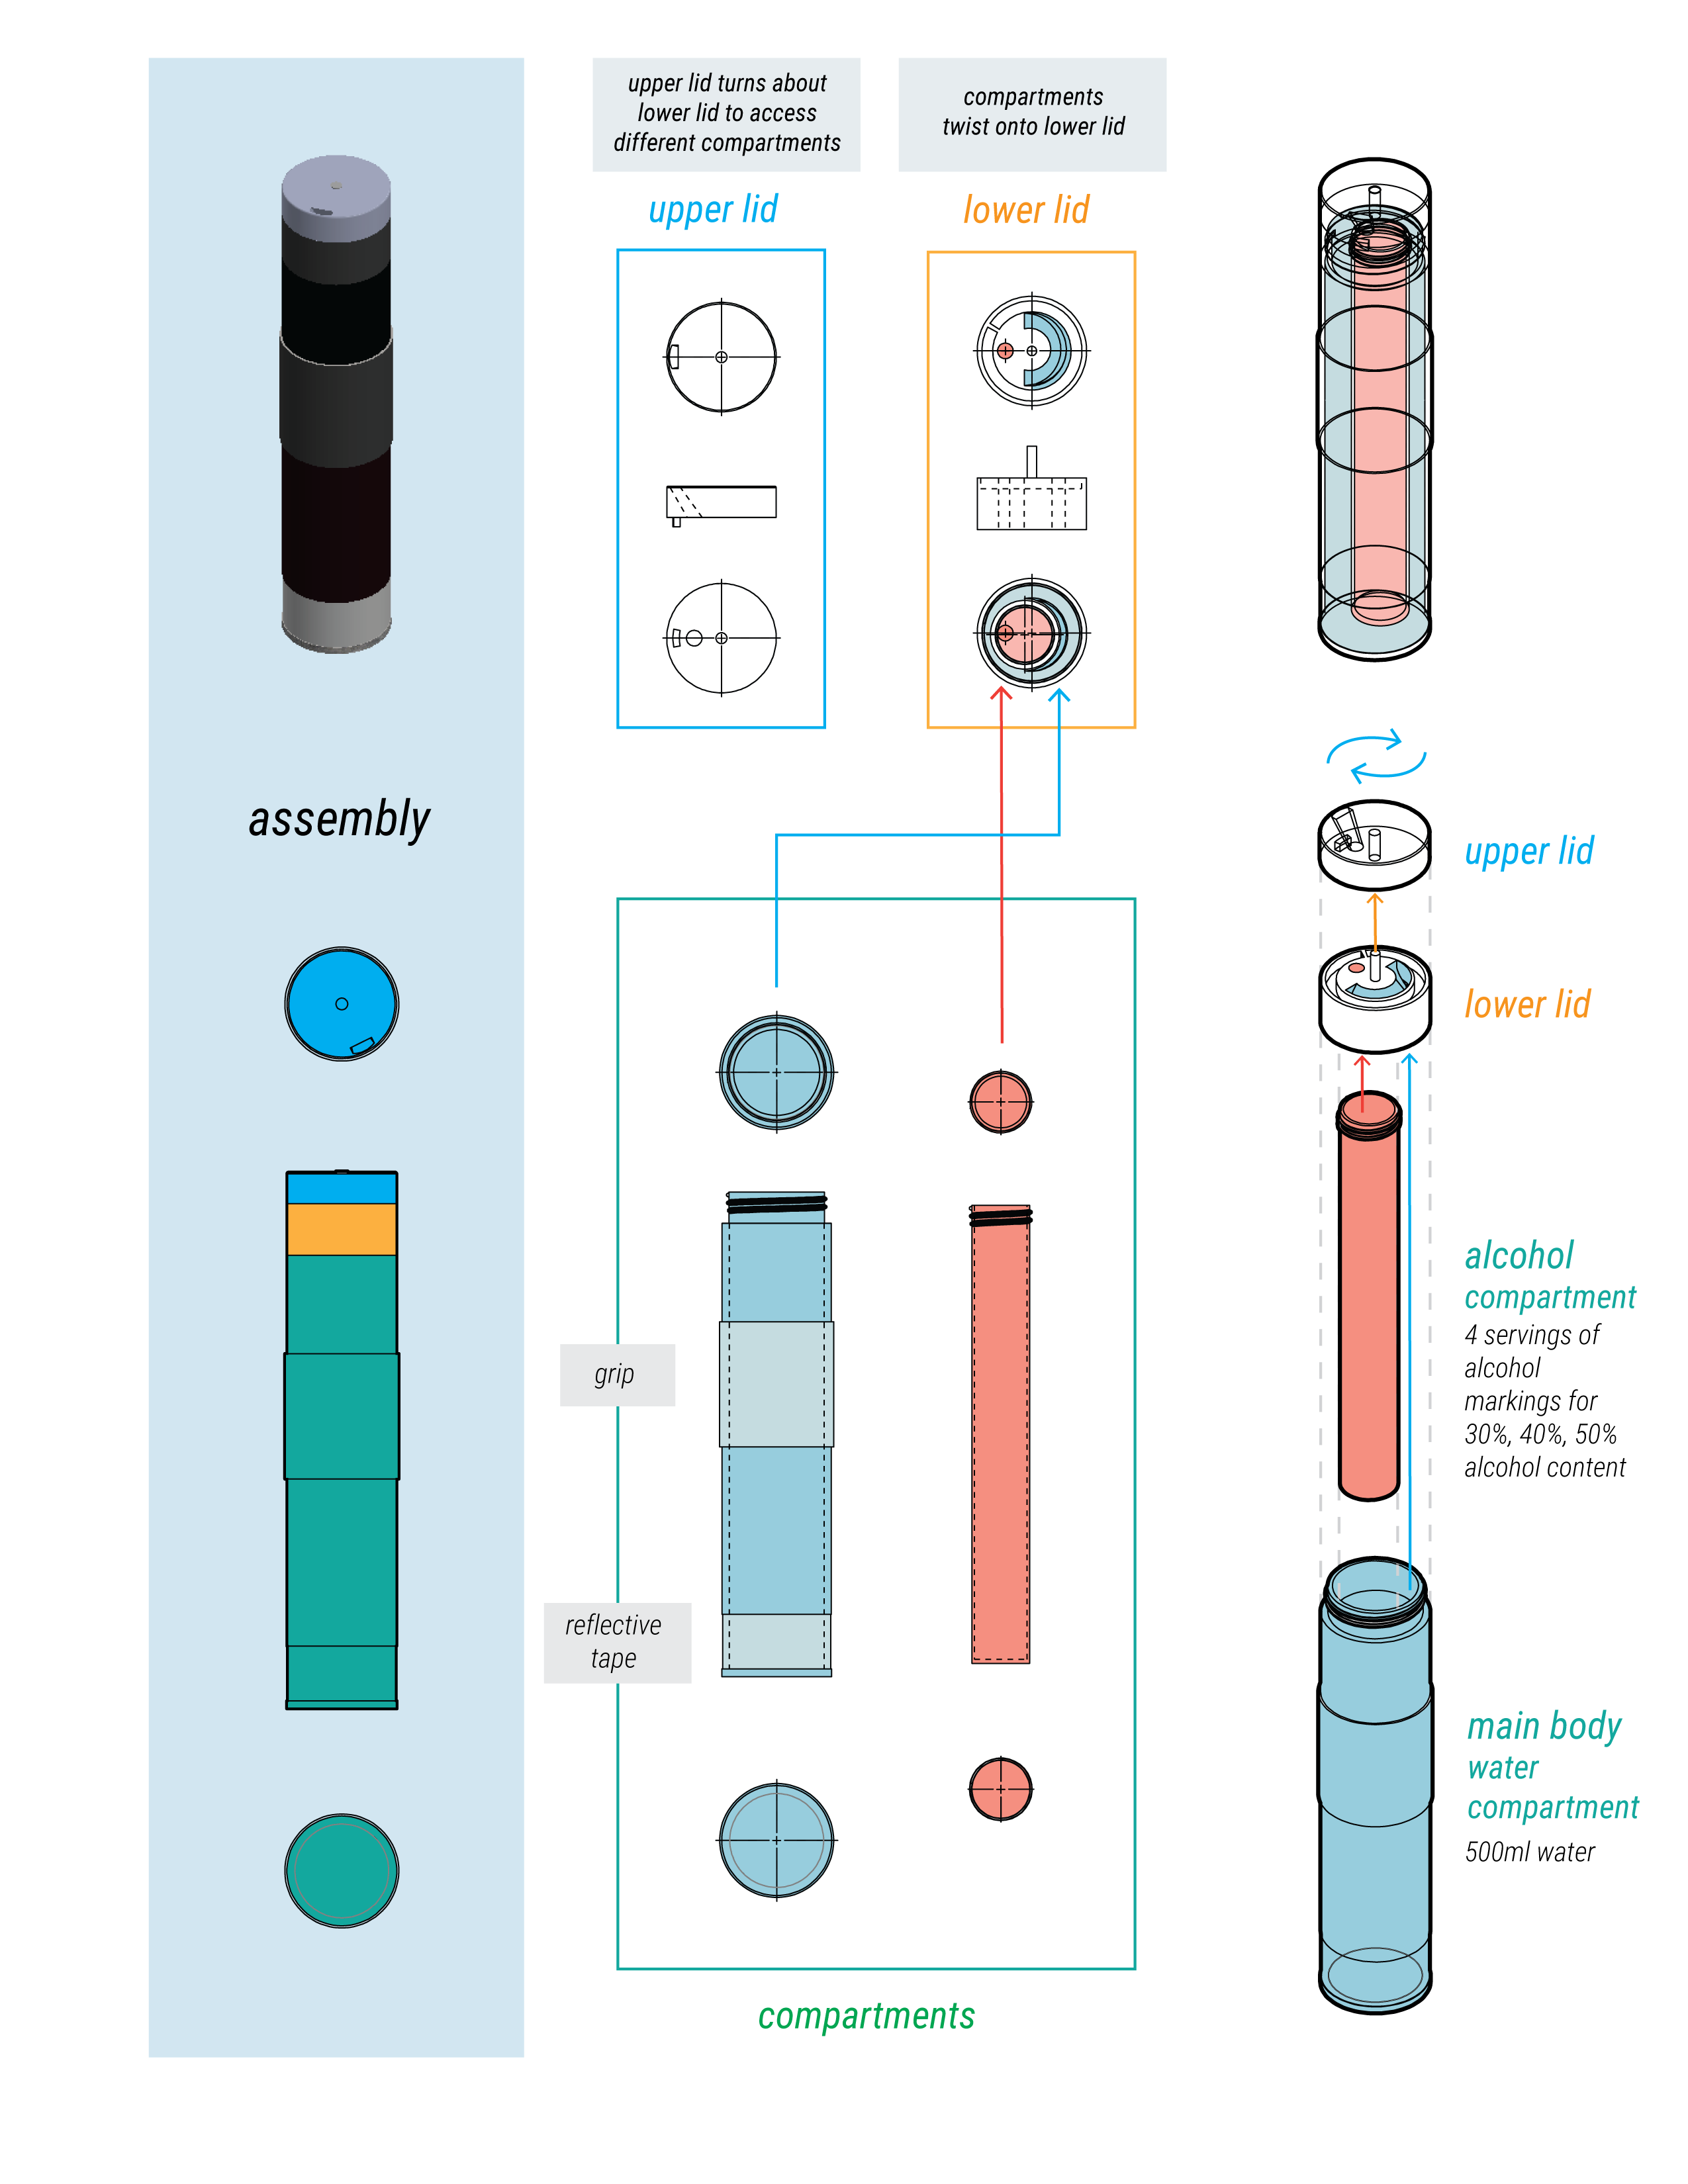 upper lid turns about
lower lid to access
different compartments
compartments
twist onto lower lid
upper lid
lower lid
assembly
upper lid
lower lid
alcohol
compartment
4 servings of
alcohol
markings for
30%, 40%, 50%
alcohol content
grip
reflective
tape
main body
water
compartment
500ml water
compartments